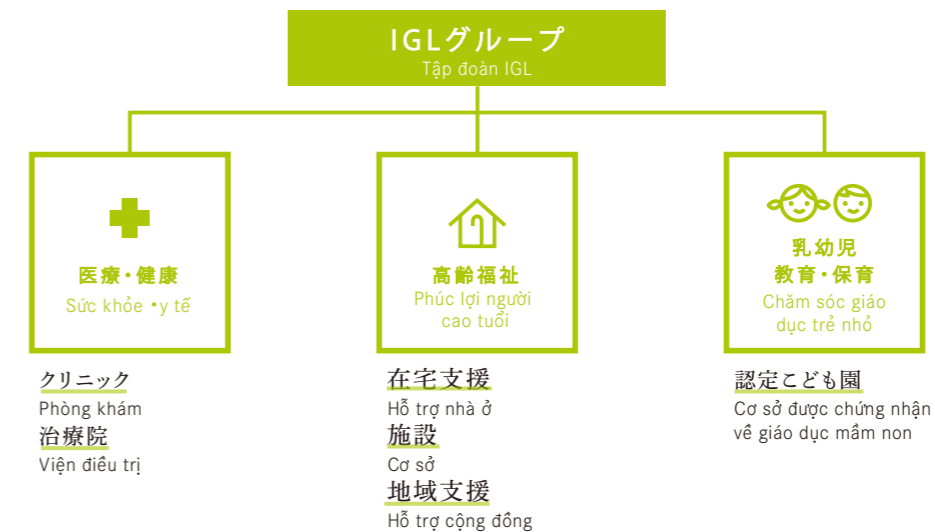 IGLグループ
Tập đoàn IGL
医療・健康
Sức khỏe •y tế
クリニック
Phòng khám
治療院
Viện điều trị
高齢福祉
Phúc lợi người
cao tuổi
在宅支援
Hỗ trợ nhà ở
施設
Cơ sở
地域支援
Hỗ trợ cộng đồng
乳幼児
教育・保育
Chăm sóc giáo
dục trẻ nhỏ
認定こども園
Cơ sở được chứng nhận
về giáo dục mầm non